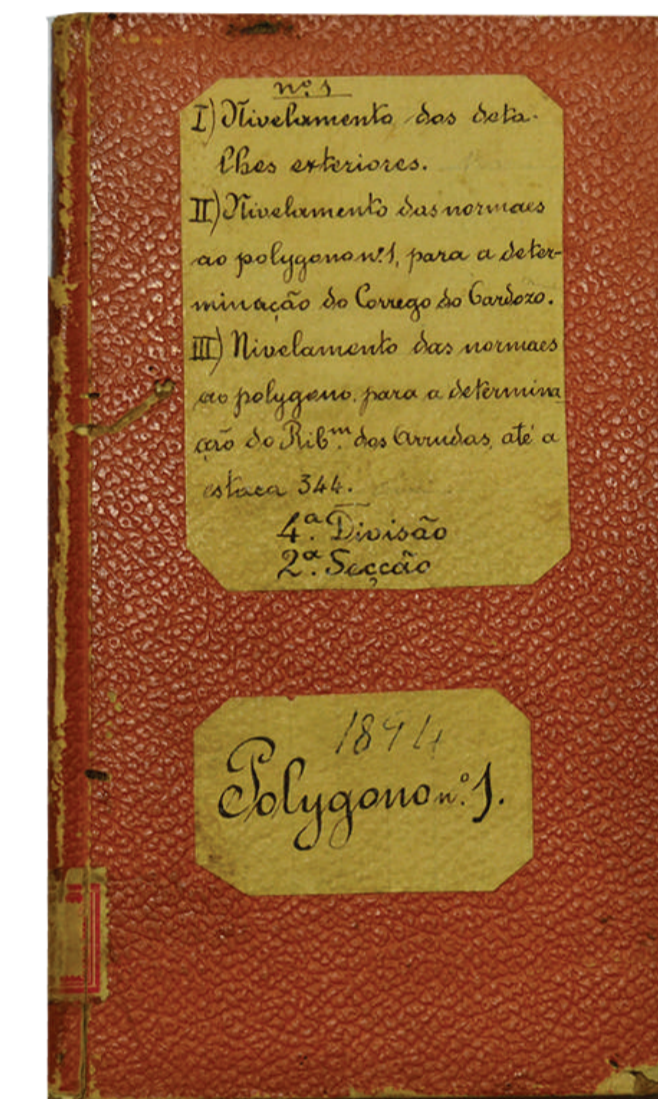 nº. 1
I) Nivelamento dos deta-
lhes exteriores.
II) Nivelamento das normaes
ao polygono nº. 1, para a deter-
minação do Corrego do Cardozo.
III) Nivelamento das normaes
ao polygono. para a determina
ção do Ribᵐ. dos Arrudas, até a
estaca 344.
4ª. Divisão
2ª. Secção
1894
Polygono nº. 1.